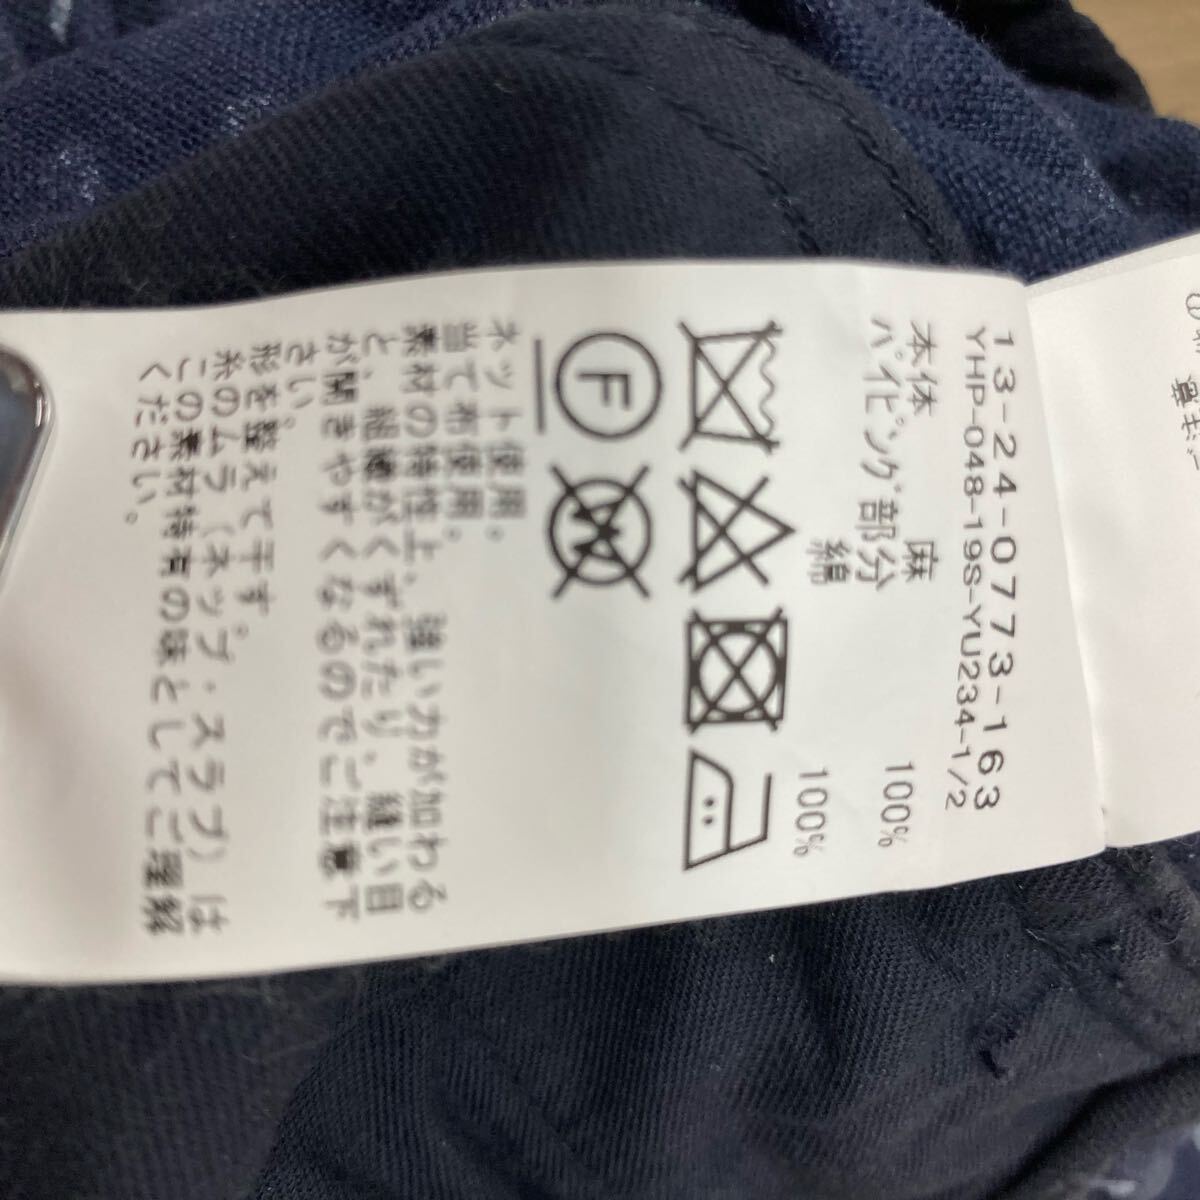 13-24-0773-163
YHP-048-19S-YU234-1/2
本体 麻 100%
パイピング部分 綿 100%
F
W
ネット使用。
当て布使用。
素材の特性上、強い力が加わる
と、組織がくずれたり、縫い目
が開きやすくなるのでご注意下
さい。
形を整えて干す。
糸のムラ(ネップ・スラブ)は
この素材特有の味としてご理解
ください。